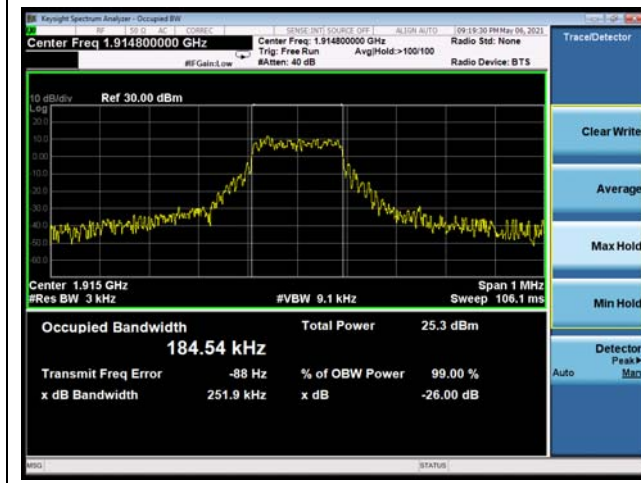 Keysight Spectrum Analyzer - Occupied BW
RF 50 Ω AC CORREC SENSE:INT SOURCE OFF ALIGN AUTO 09:19:30 PM May 06, 2021
Center Freq 1.914800000 GHz
Center Freq: 1.914800000 GHz
Radio Std: None
Trig: Free Run
Avg|Hold:>100/100
#IFGain:Low
#Atten: 40 dB
Radio Device: BTS
10 dB/div
Ref 30.00 dBm
Log
20.0
10.0
0.00
-10.0
-20.0
-30.0
-40.0
-50.0
-60.0
Center 1.915 GHz
Span 1 MHz
#Res BW 3 kHz
#VBW 9.1 kHz
Sweep 106.1 ms
Occupied Bandwidth
184.54 kHz
Total Power 25.3 dBm
Transmit Freq Error -88 Hz
% of OBW Power 99.00 %
x dB Bandwidth 251.9 kHz
x dB -26.00 dB
MSG
STATUS
Trace/Detector
Clear Write
Average
Max Hold
Min Hold
Detector
Peak▶
Auto Man